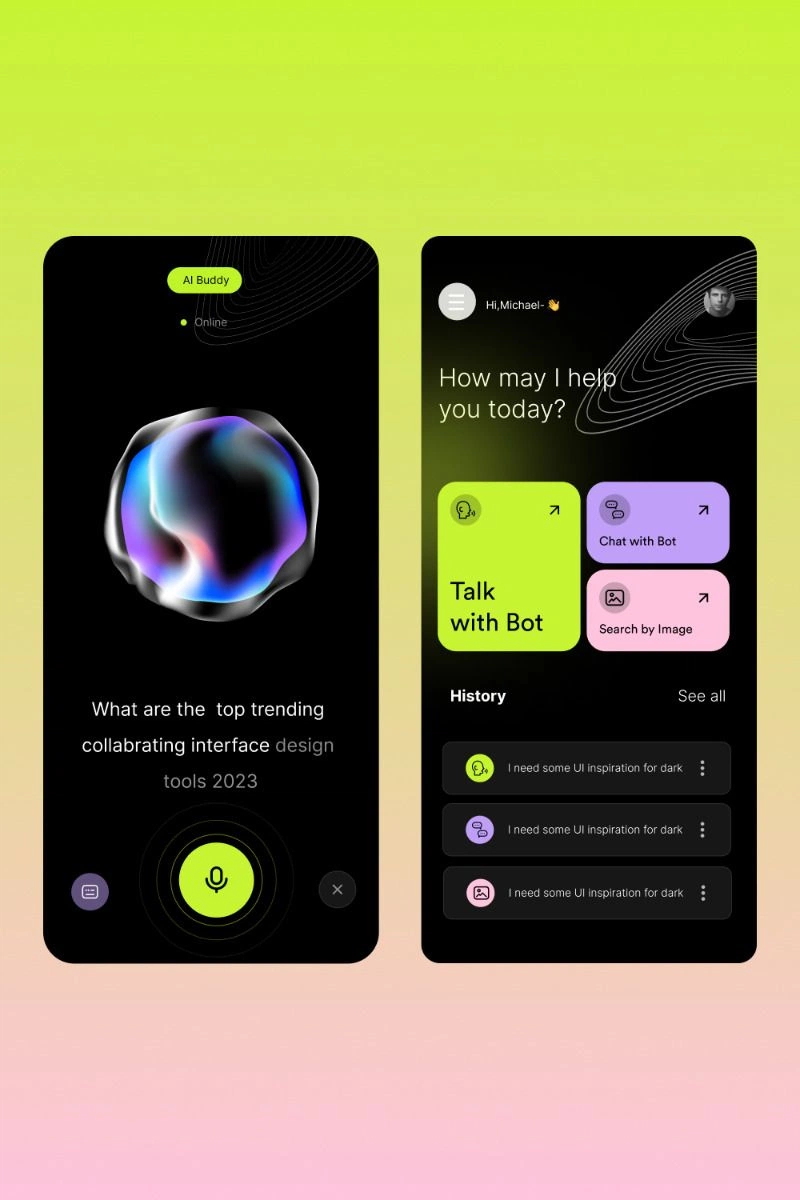 AI Buddy
Online
What are the  top trending
collabrating interface design
tools 2023
Hi,Michael- 👋
How may I help
you today?
Talk
with Bot
Chat with Bot
Search by Image
History
See all
I need some UI inspiration for dark
I need some UI inspiration for dark
I need some UI inspiration for dark